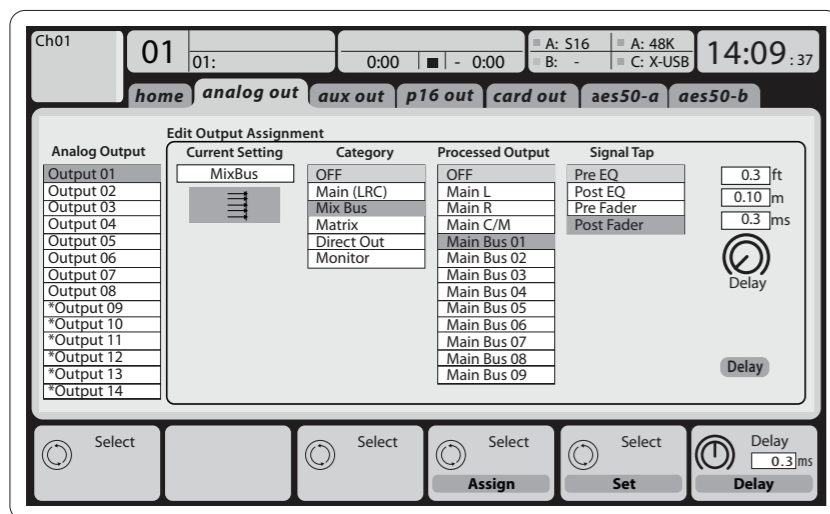 Ch01
01
01:
0:00
- 0:00
A: S16
B: -
A: 48K
C: X-USB
14:09 : 37
home
analog out
aux out
p16 out
card out
aes50-a
aes50-b
Edit Output Assignment
Analog Output
Current Setting
Category
Processed Output
Signal Tap
Output 01
Output 02
Output 03
Output 04
Output 05
Output 06
Output 07
Output 08
*Output 09
*Output 10
*Output 11
*Output 12
*Output 13
*Output 14
MixBus
OFF
Main (LRC)
Mix Bus
Matrix
Direct Out
Monitor
OFF
Main L
Main R
Main C/M
Main Bus 01
Main Bus 02
Main Bus 03
Main Bus 04
Main Bus 05
Main Bus 06
Main Bus 07
Main Bus 08
Main Bus 09
Pre EQ
Post EQ
Pre Fader
Post Fader
0.3 ft
0.10 m
0.3 ms
Delay
Delay
Select
Select
Select
Assign
Select
Set
Delay
0.3 ms
Delay